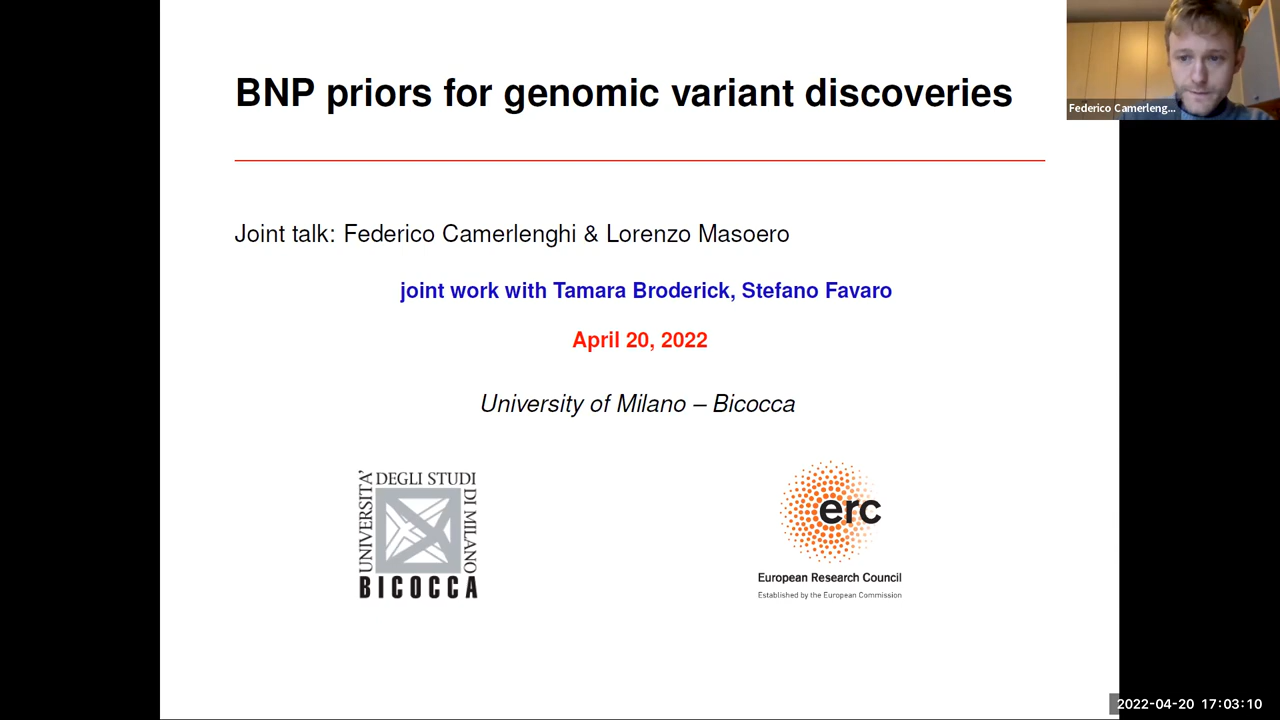 BNP priors for genomic variant discoveries
Federico Camerleng...
Joint talk: Federico Camerlenghi & Lorenzo Masoero
joint work with Tamara Broderick, Stefano Favaro
April 20, 2022
University of Milano – Bicocca
UNIVERSITA' DEGLI STUDI DI MILANO
BICOCCA
erc
European Research Council
Established by the European Commission
2022-04-20 17:03:10